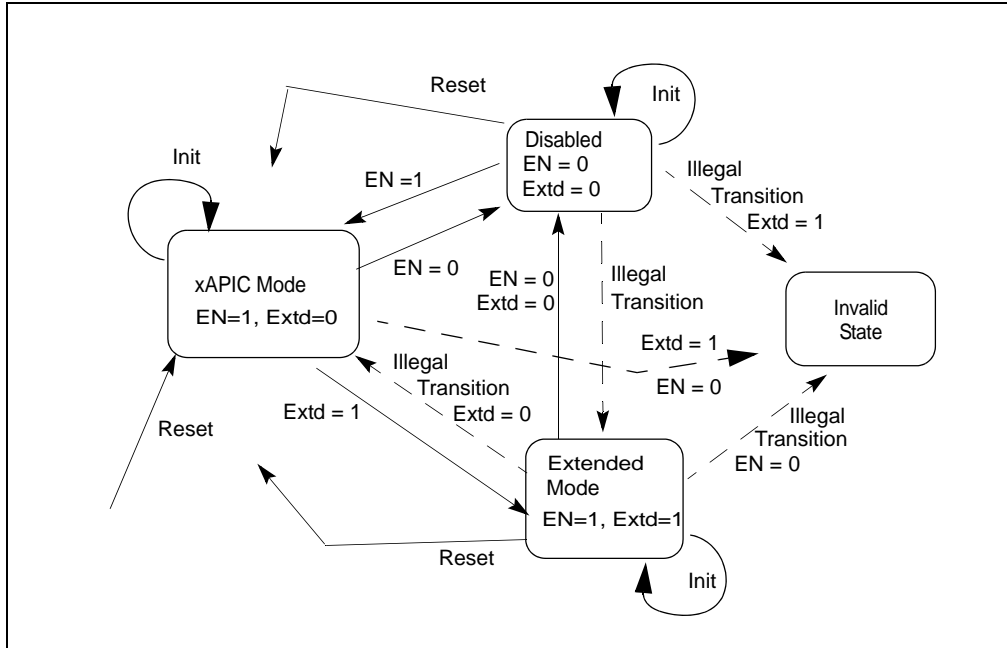 Reset
Init
Disabled
EN = 0
Extd = 0
Init
EN =1
Illegal
Transition
Extd = 1
xAPIC Mode
EN=1, Extd=0
EN = 0
EN = 0
Extd = 0
Illegal
Transition
Invalid
State
Extd = 1
EN = 0
Illegal
Transition
Extd = 0
Extd = 1
Reset
Illegal
Transition
EN = 0
Extended
Mode
EN=1, Extd=1
Reset
Init